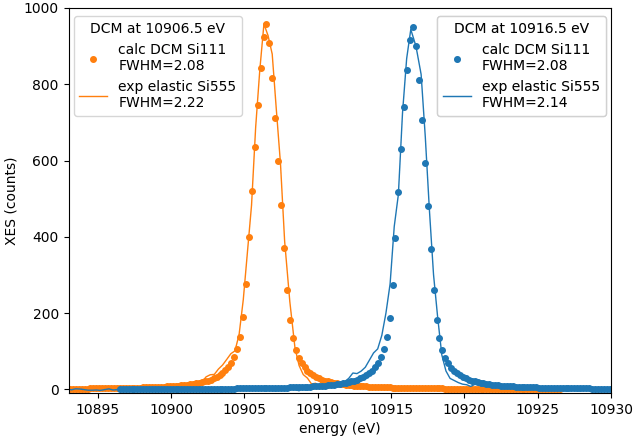 1000
800
600
400
200
0
XES (counts)
DCM at 10906.5 eV
calc DCM Si111
FWHM=2.08
exp elastic Si555
FWHM=2.22
DCM at 10916.5 eV
calc DCM Si111
FWHM=2.08
exp elastic Si555
FWHM=2.14
10895 10900 10905 10910 10915 10920 10925 10930
energy (eV)